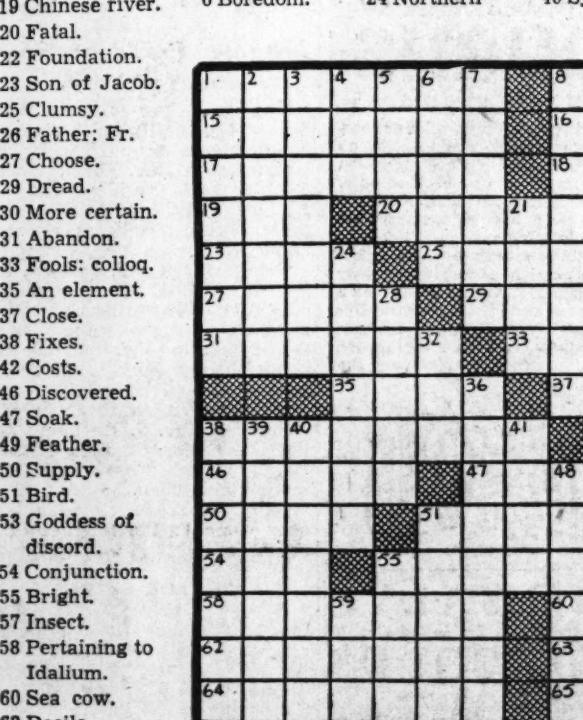 19 Chinese river.
20 Fatal.
22 Foundation.
23 Son of Jacob.
25 Clumsy.
26 Father: Fr.
27 Choose.
29 Dread.
30 More certain.
31 Abandon.
33 Fools: colloq.
35 An element.
37 Close.
38 Fixes.
42 Costs.
46 Discovered.
47 Soak.
49 Feather.
50 Supply.
51 Bird.
53 Goddess of
discord.
54 Conjunction.
55 Bright.
57 Insect.
58 Pertaining to
Idalium.
60 Sea cow.
6 Boredom.
24 Northern
1 2 3 4 5 6 7 8
15 16
17 18
19 20 21
23 24 25
27 28 29
31 32 33
35 36 37
38 39 40 41
46 47 48
50 51
54 55
58 59 60
62 63
64 65